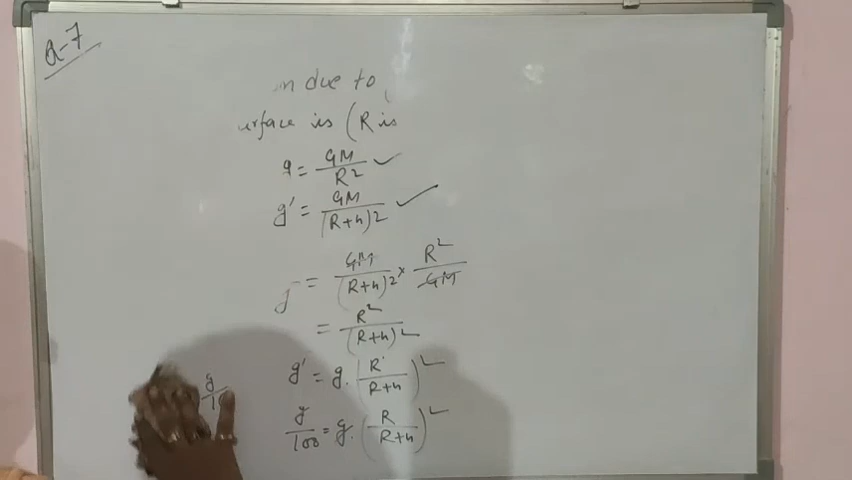 Q-7
n due to
urface is (R is
g = GM/R²
g' = GM/(R+h)²
= GM/(R+h)² × R²/GM
= R²/(R+h)²
g' = g. (R/R+h)²
g/100 = g. (R/R+h)²
g/10